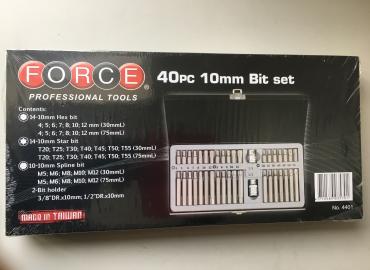 FORCE ®
PROFESSIONAL TOOLS
40PC 10mm Bit set
Contents:
14-10mm Hex bit
4; 5; 6; 7; 8; 10; 12 mm (30mmL)
4; 5; 6; 7; 8; 10; 12 mm (75mmL)
14-10mm Star bit
T20; T25; T30; T40; T45; T50; T55 (30mmL)
T20; T25; T30; T40; T45; T50; T55 (75mmL)
10-10mm Spline bit
M5; M6; M8; M10; M12 (30mmL)
M5; M6; M8; M10; M12 (75mmL)
2-Bit holder
3/8"DR.x10mm; 1/2"DR.x10mm
MADE IN TAIWAN
No. 4401